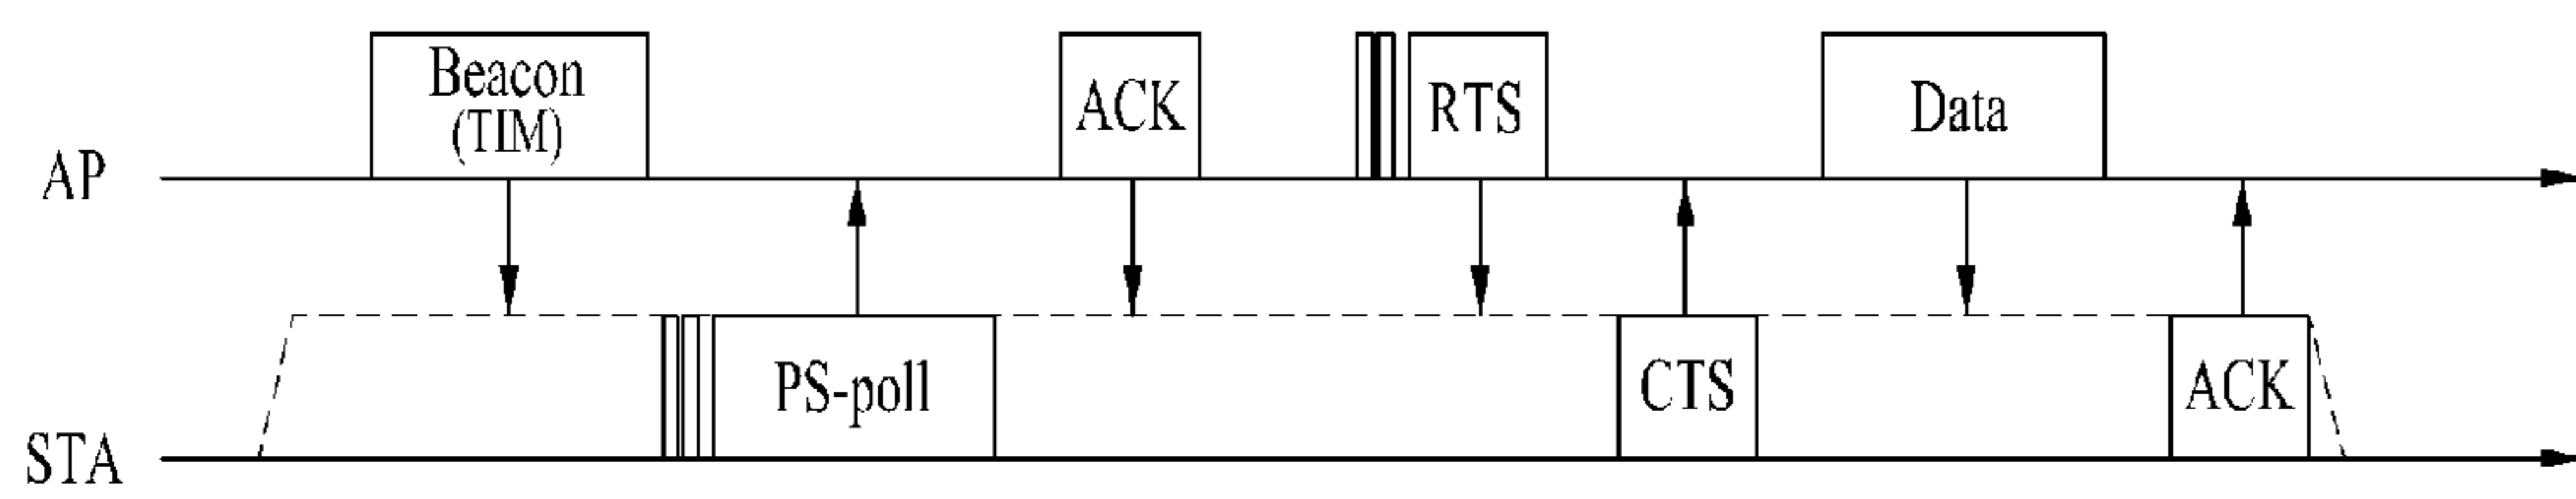 Beacon
(TIM)
ACK
RTS
Data
AP
PS-poll
CTS
ACK
STA